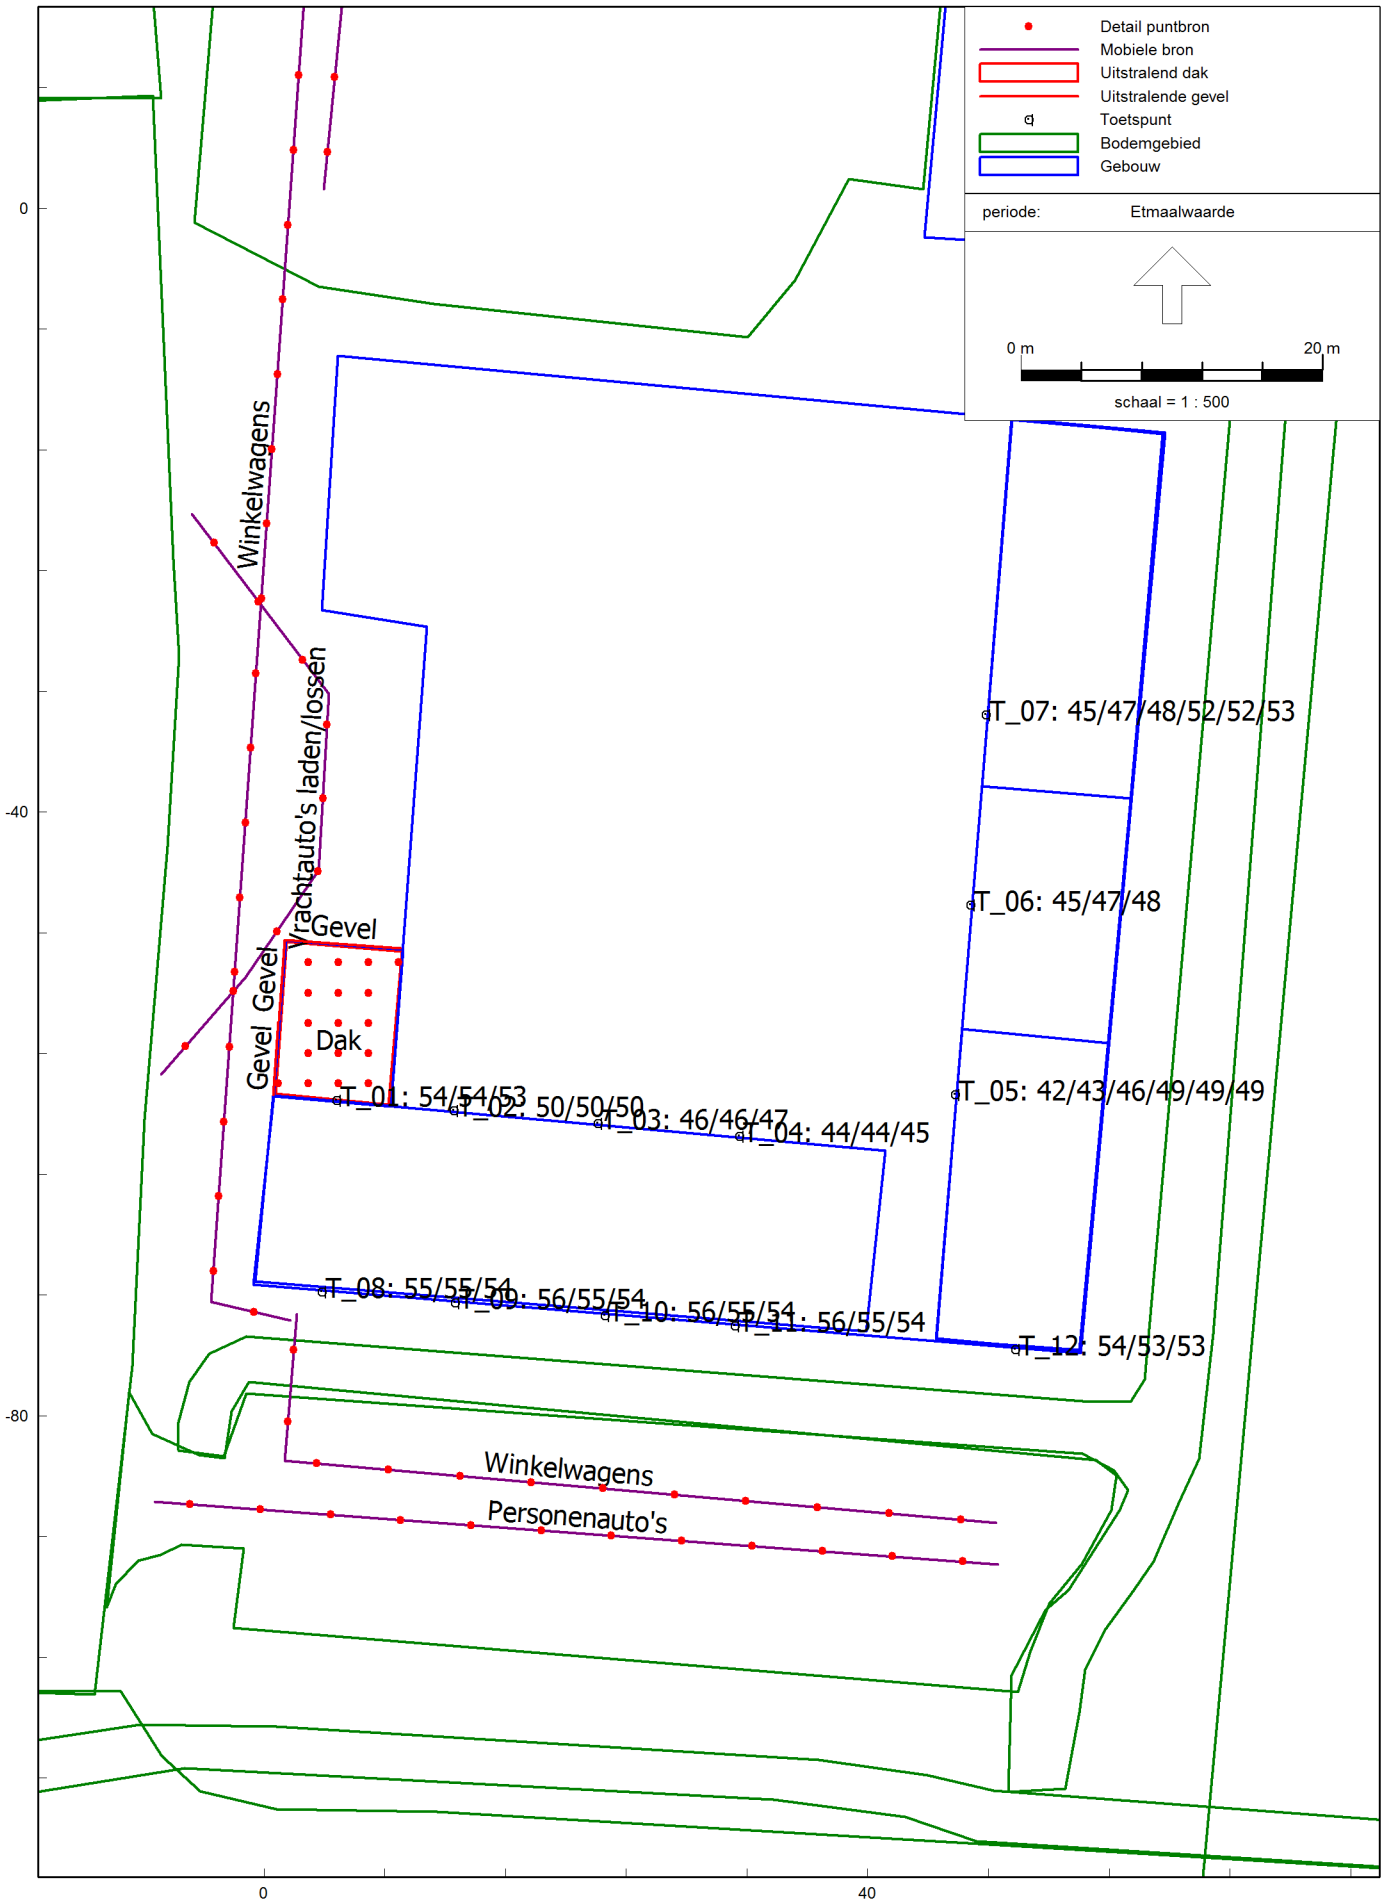 Detail puntbron
Mobiele bron
Uitstralend dak
Uitstralende gevel
Toetspunt
Bodemgebied
Gebouw
periode: Etmaalwaarde
0 m 20 m
schaal = 1 : 500
0
-40
-80
0
40
Winkelwagens
Vrachtauto's laden/lossen
Gevel
Gevel
Gevel
Dak
T_07: 45/47/48/52/52/53
T_06: 45/47/48
T_05: 42/43/46/49/49/49
T_01: 54/54/53
T_02: 50/50/50
T_03: 46/46/47
T_04: 44/44/45
T_08: 55/55/54
T_09: 56/55/54
T_10: 56/55/54
T_11: 56/55/54
T_12: 54/53/53
Winkelwagens
Personenauto's